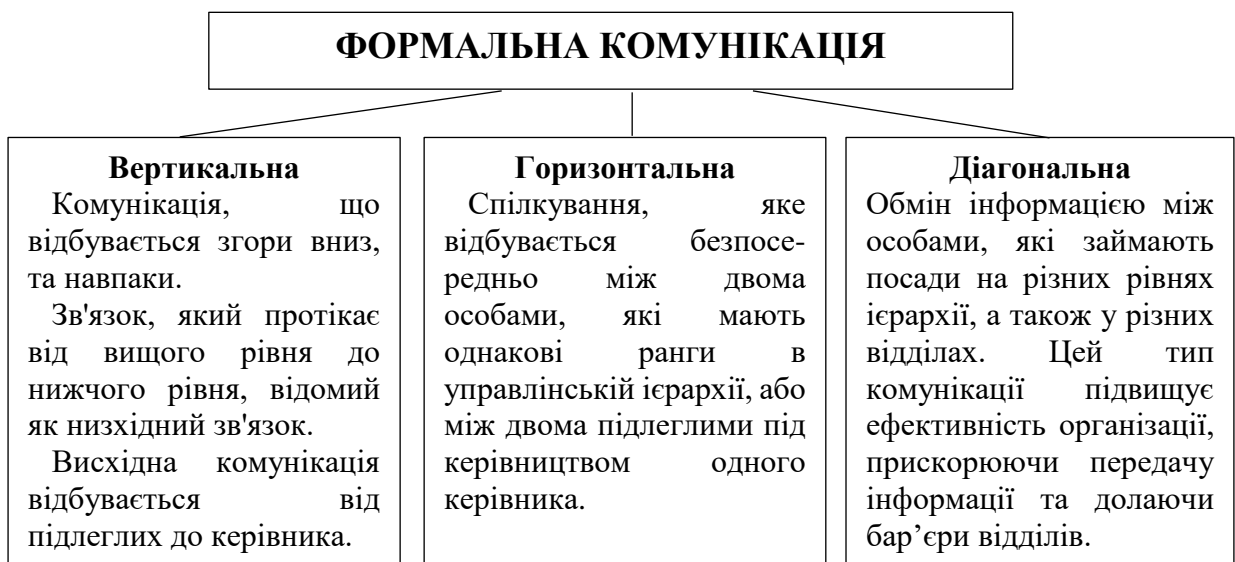 ФОРМАЛЬНА КОМУНІКАЦІЯ
Вертикальна
Комунікація, що
відбувається згори вниз,
та навпаки.
Зв'язок, який протікає
від вищого рівня до
нижчого рівня, відомий
як низхідний зв'язок.
Висхідна комунікація
відбувається від
підлеглих до керівника.
Горизонтальна
Спілкування, яке
відбувається безпосе-
редньо між двома
особами, які мають
однакові ранги в
управлінській ієрархії, або
між двома підлеглими під
керівництвом одного
керівника.
Діагональна
Обмін інформацією між
особами, які займають
посади на різних рівнях
ієрархії, а також у різних
відділах. Цей тип
комунікації підвищує
ефективність організації,
прискорюючи передачу
інформації та долаючи
бар’єри відділів.